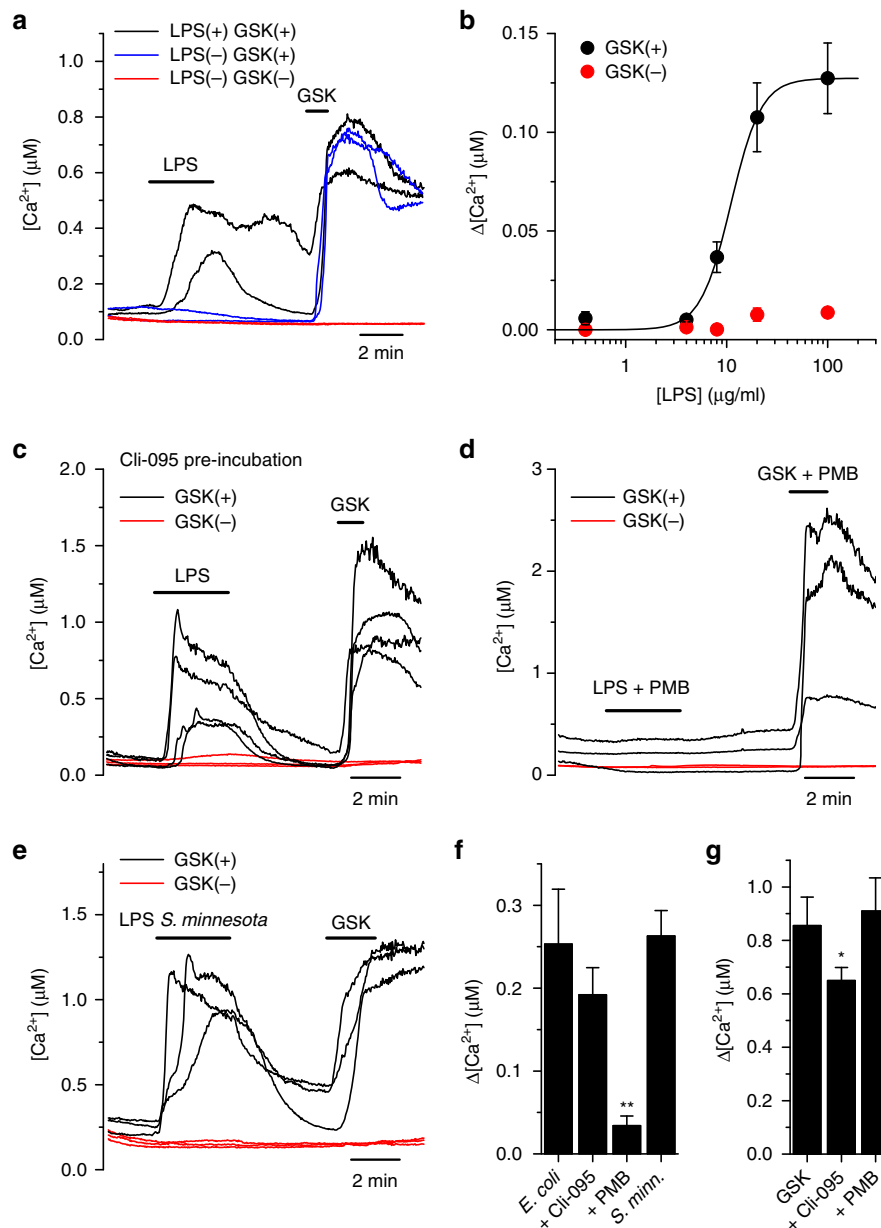 a
LPS(+) GSK(+)
LPS(−) GSK(+)
LPS(−) GSK(−)
GSK
LPS
[Ca2+] (μM)
1.0
0.8
0.6
0.4
0.2
0.0
2 min
b
GSK(+)
GSK(−)
Δ[Ca2+] (μM)
0.15
0.10
0.05
0.00
1
10
100
[LPS] (μg/ml)
c
Cli-095 pre-incubation
GSK(+)
GSK(−)
GSK
LPS
[Ca2+] (μM)
2.0
1.5
1.0
0.5
0.0
2 min
d
GSK + PMB
GSK(+)
GSK(−)
LPS + PMB
[Ca2+] (μM)
3
2
1
0
2 min
e
GSK(+)
GSK(−)
LPS S. minnesota
GSK
[Ca2+] (μM)
1.5
1.0
0.5
0.0
2 min
f
Δ[Ca2+] (μM)
0.3
0.2
0.1
0.0
**
E. coli
+ Cli-095
+ PMB
S. minn.
g
Δ[Ca2+] (μM)
1.0
0.8
0.6
0.4
0.2
0.0
*
GSK
+ Cli-095
+ PMB